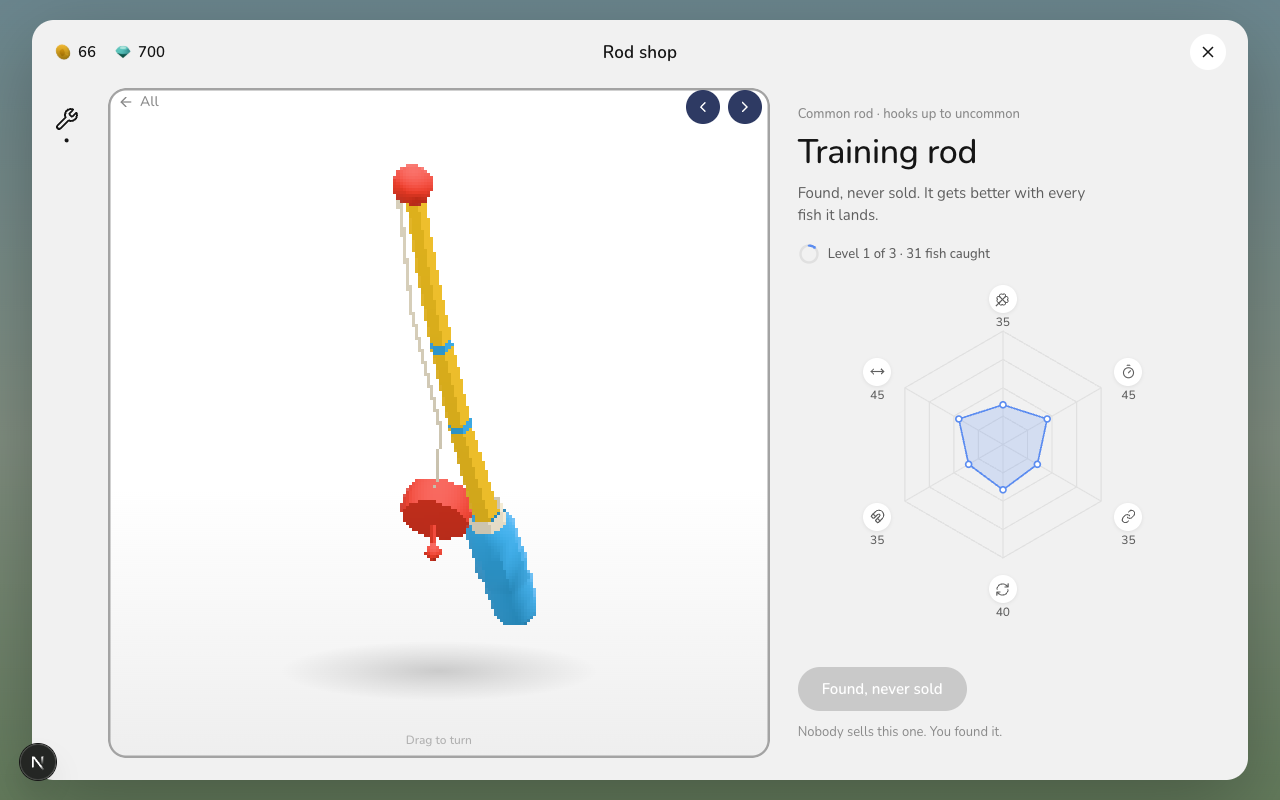 66
700
Rod shop
All
Common rod · hooks up to uncommon
Training rod
Found, never sold. It gets better with every
fish it lands.
Level 1 of 3 · 31 fish caught
35
45
45
35
35
40
Found, never sold
Nobody sells this one. You found it.
Drag to turn
N